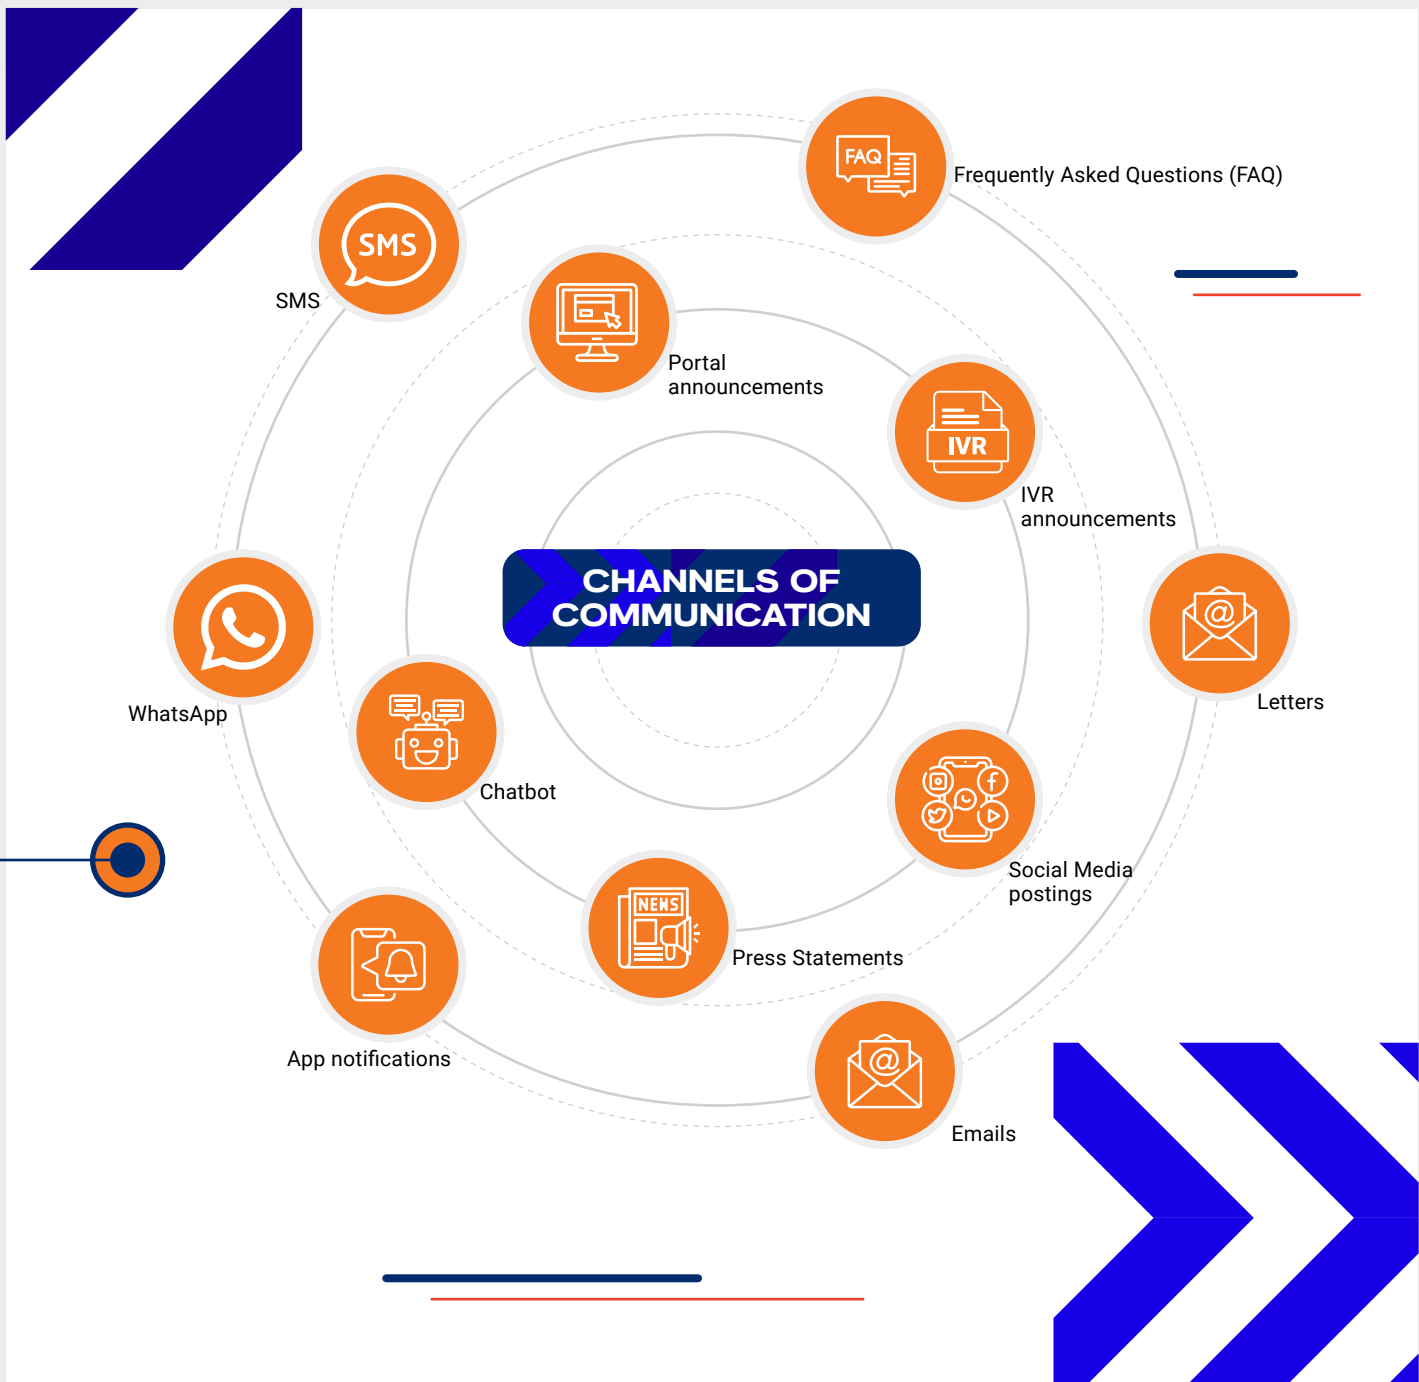 FAQ
Frequently Asked Questions (FAQ)
SMS
SMS
Portal
announcements
IVR
IVR
announcements
CHANNELS OF
COMMUNICATION
@
Letters
WhatsApp
Chatbot
f
Social Media
postings
NEWS
Press Statements
App notifications
@
Emails